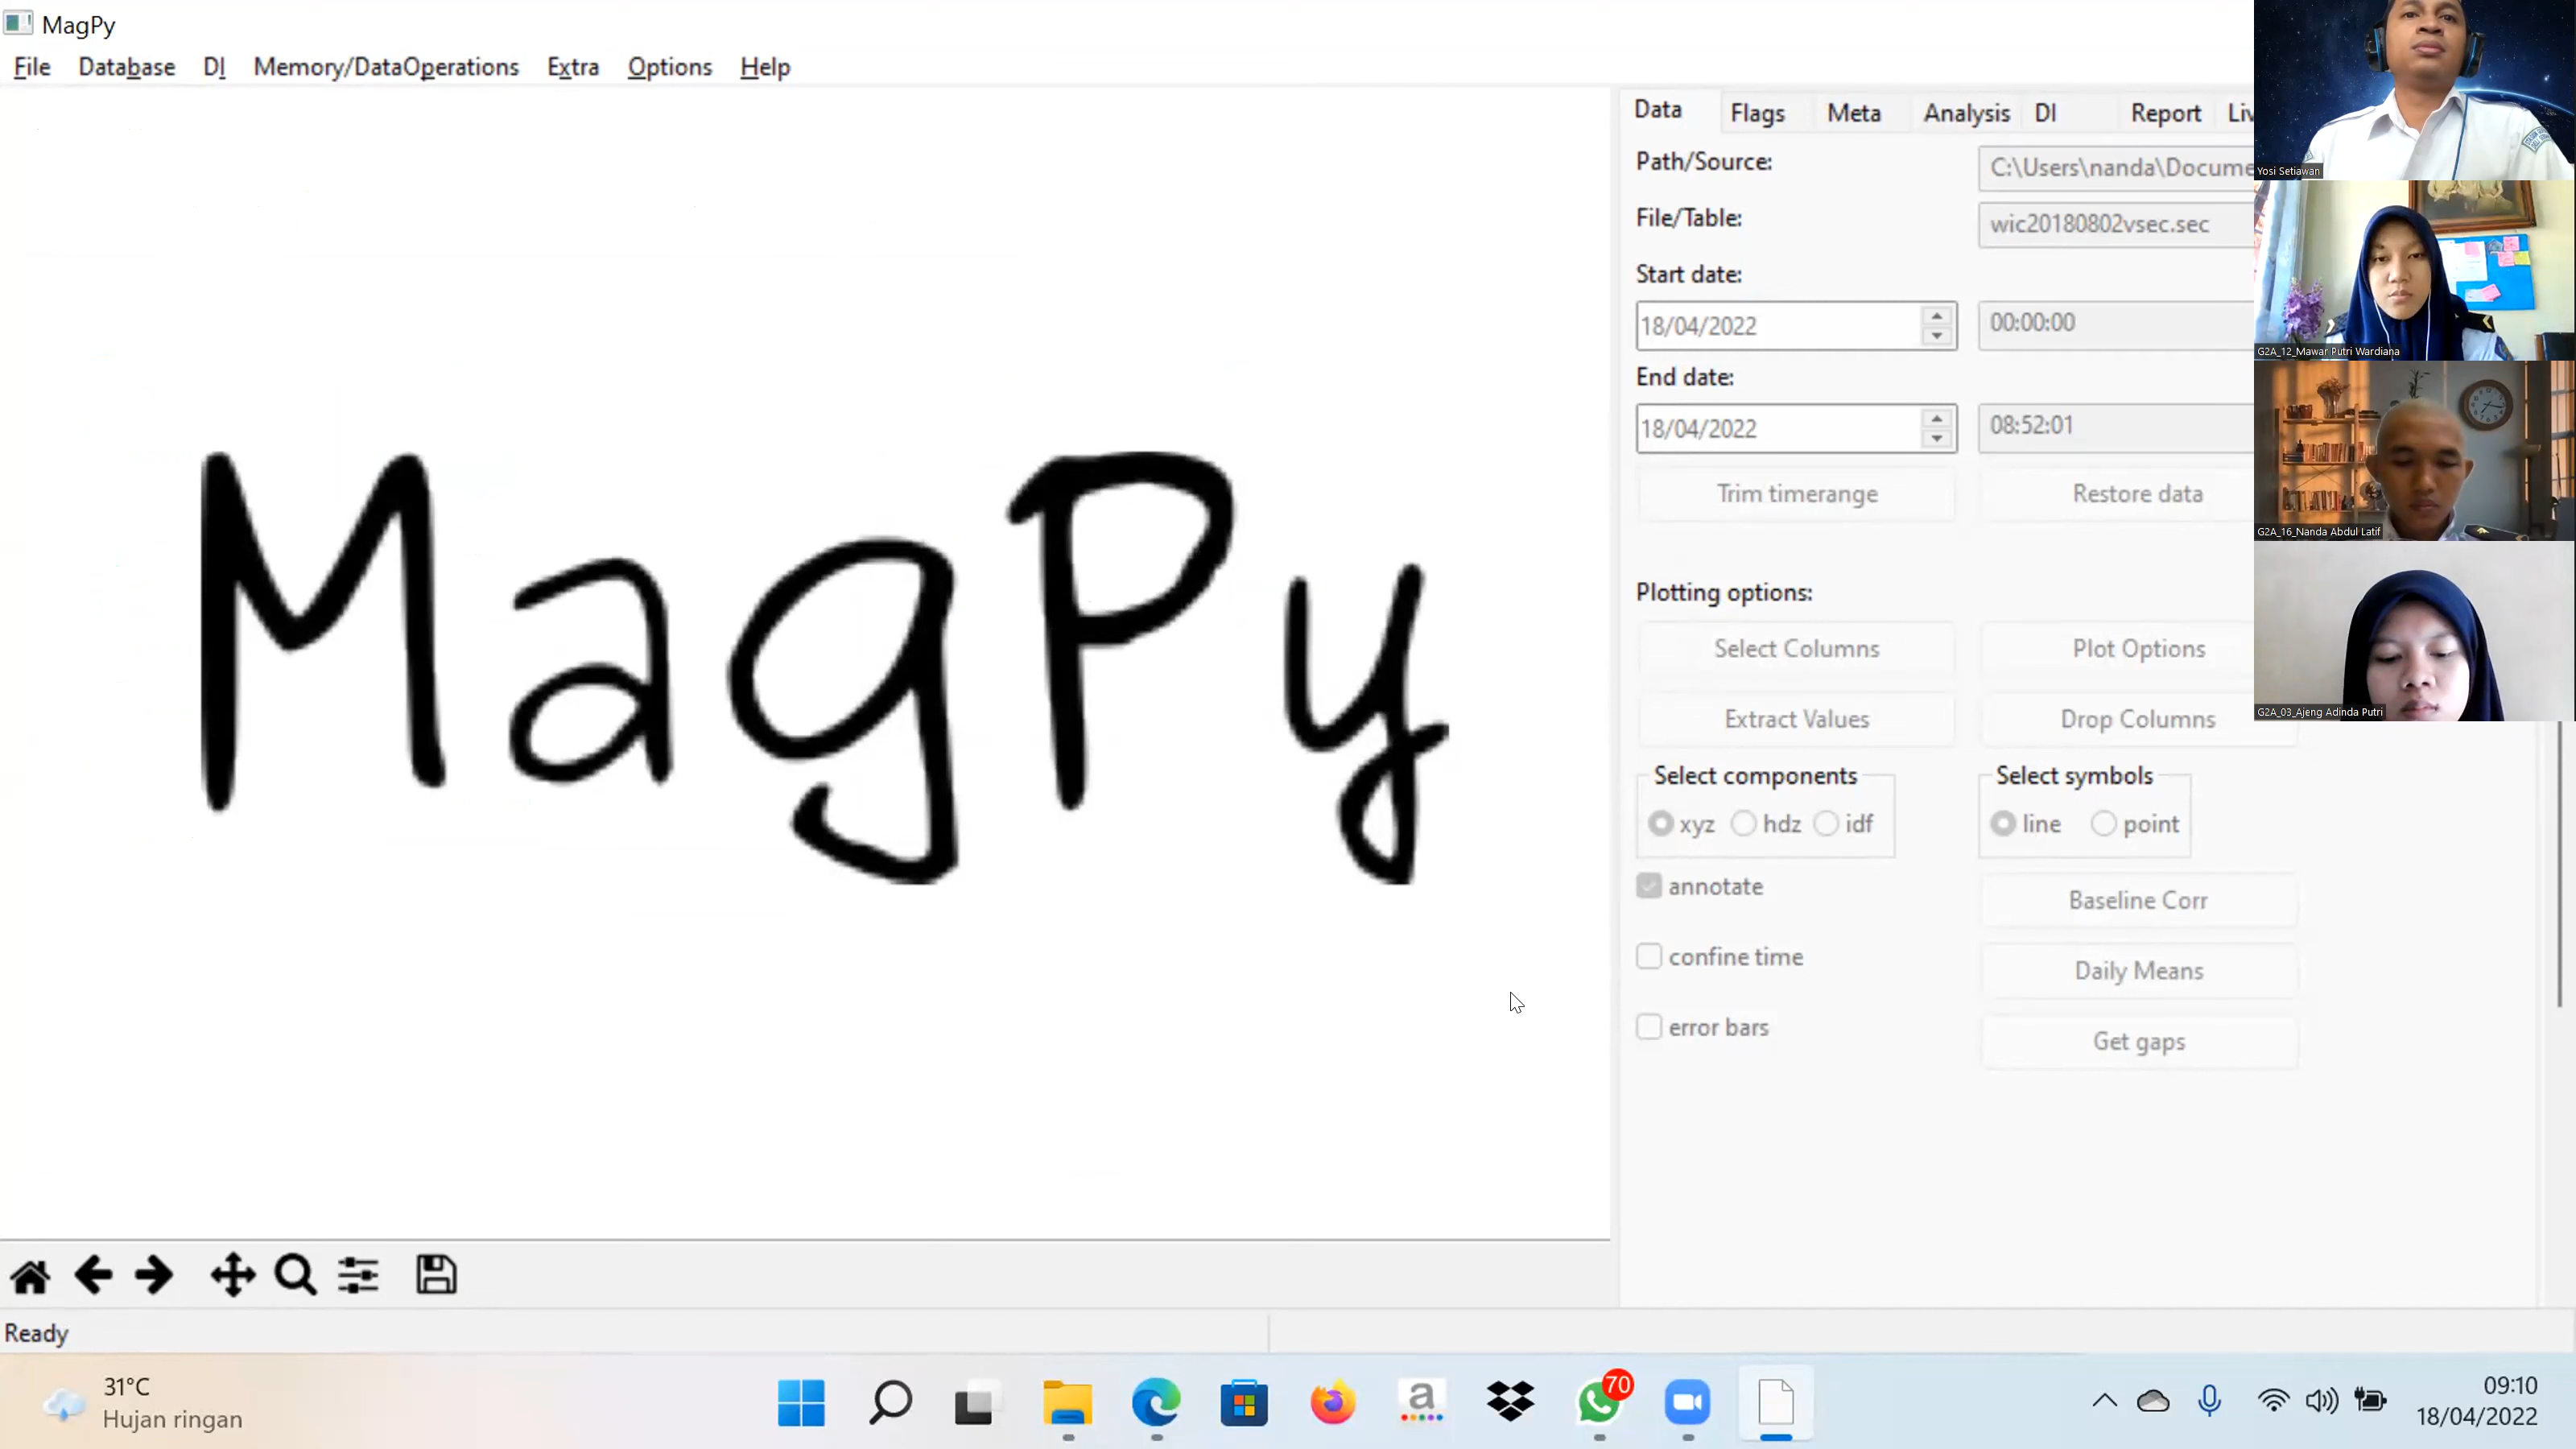 MagPy
File Database DI Memory/DataOperations Extra Options Help
Data Flags Meta Analysis DI Report Liv
Path/Source: C:\Users\nanda\Docume
File/Table: wic20180802vsec.sec
Start date:
18/04/2022 00:00:00
End date:
18/04/2022 08:52:01
Trim timerange Restore data
Plotting options:
Select Columns Plot Options
Extract Values Drop Columns
Select components Select symbols
xyz hdz idf line point
annotate Baseline Corr
confine time Daily Means
error bars Get gaps
MagPy
Yosi Setiawan
G2A_12_Mawar Putri Wardiana
G2A_16_Nanda Abdul Latif
G2A_03_Ajeng Adinda Putri
Ready
31°C
Hujan ringan
a
70
09:10
18/04/2022